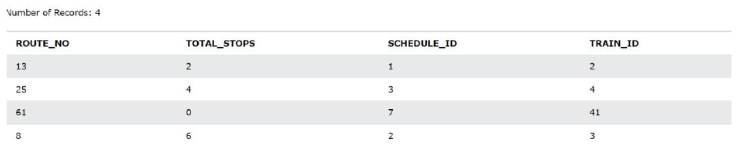 Number of Records: 4
ROUTE_NO TOTAL_STOPS SCHEDULE_ID TRAIN_ID
13 2 1 2
25 4 3 4
61 0 7 41
8 6 2 3